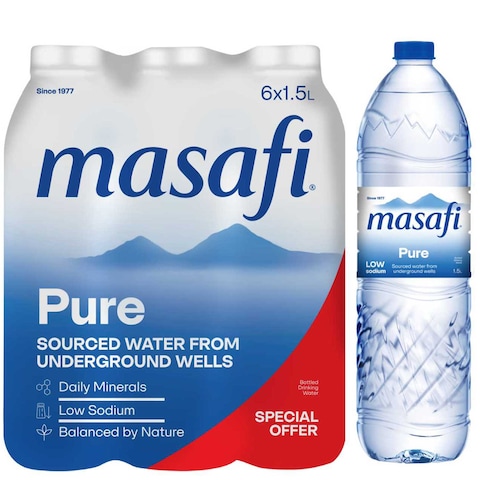 Since 1977
6x1.5L
masafi®
Pure
SOURCED WATER FROM
UNDERGROUND WELLS
Daily Minerals
Low Sodium
Balanced by Nature
Bottled
Drinking
Water
SPECIAL
OFFER
Since 1977
masafi®
Pure
LOW
sodium
Sourced water from
underground wells
1.5L